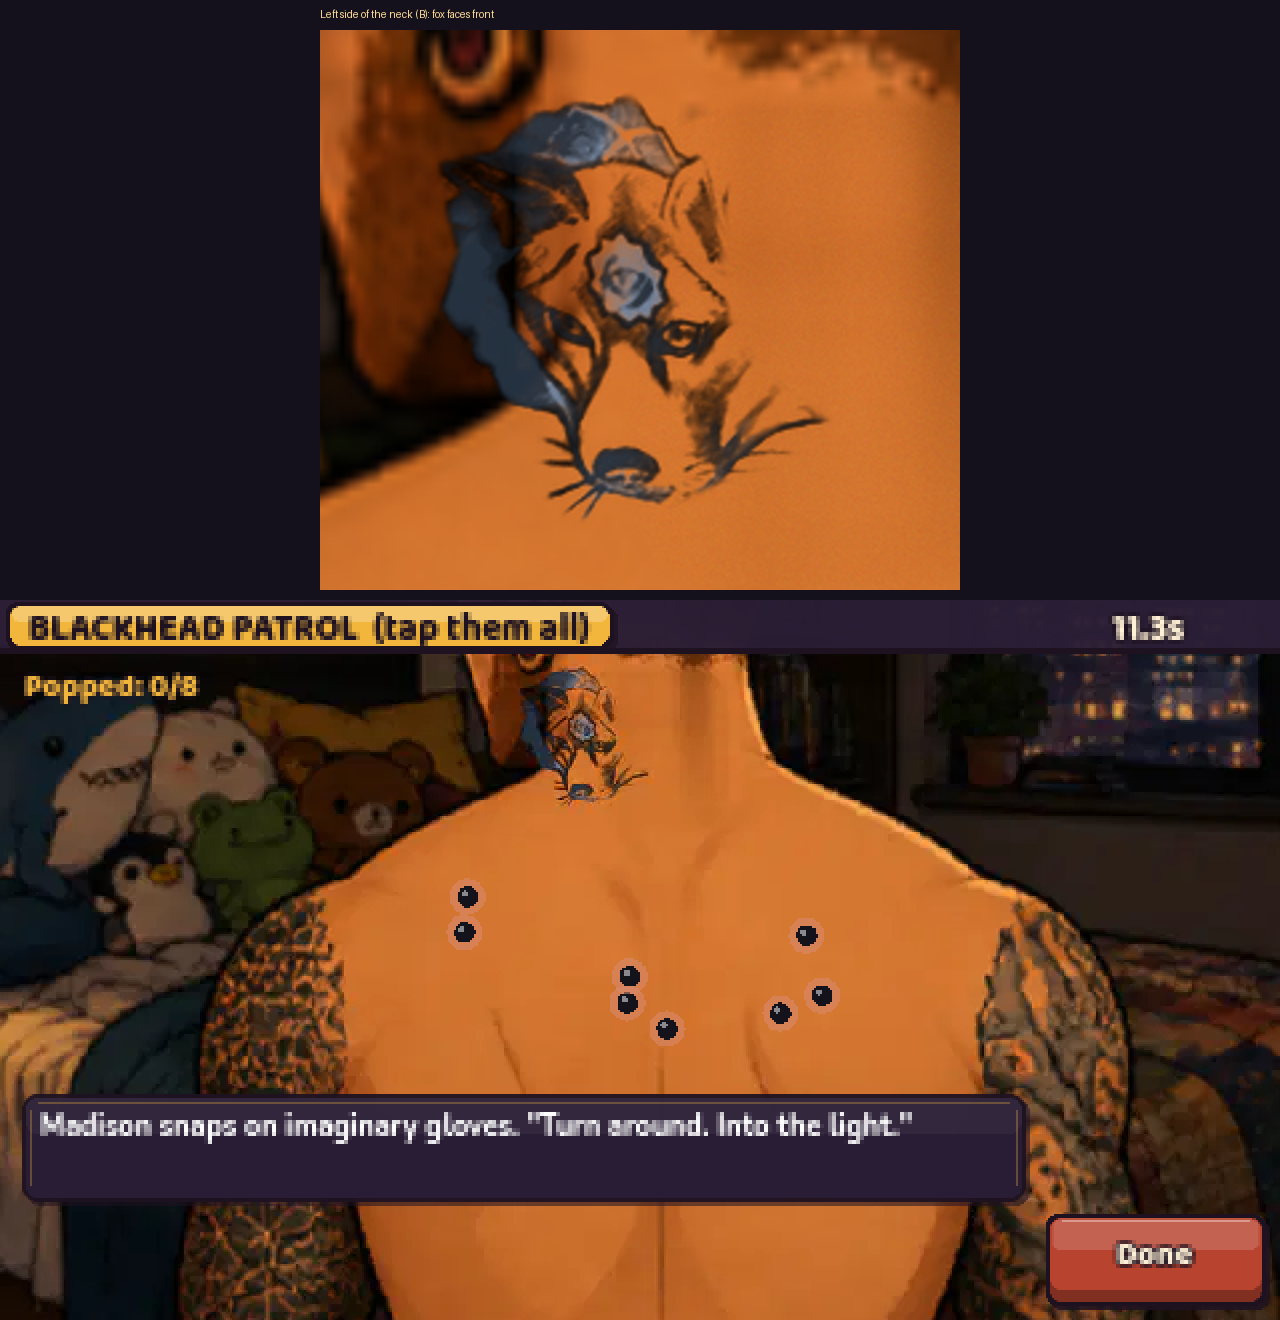 Left side of the neck (B): fox faces front
BLACKHEAD PATROL (tap them all)
11.3s
Popped: 0/8
Madison snaps on imaginary gloves. "Turn around. Into the light."
Done